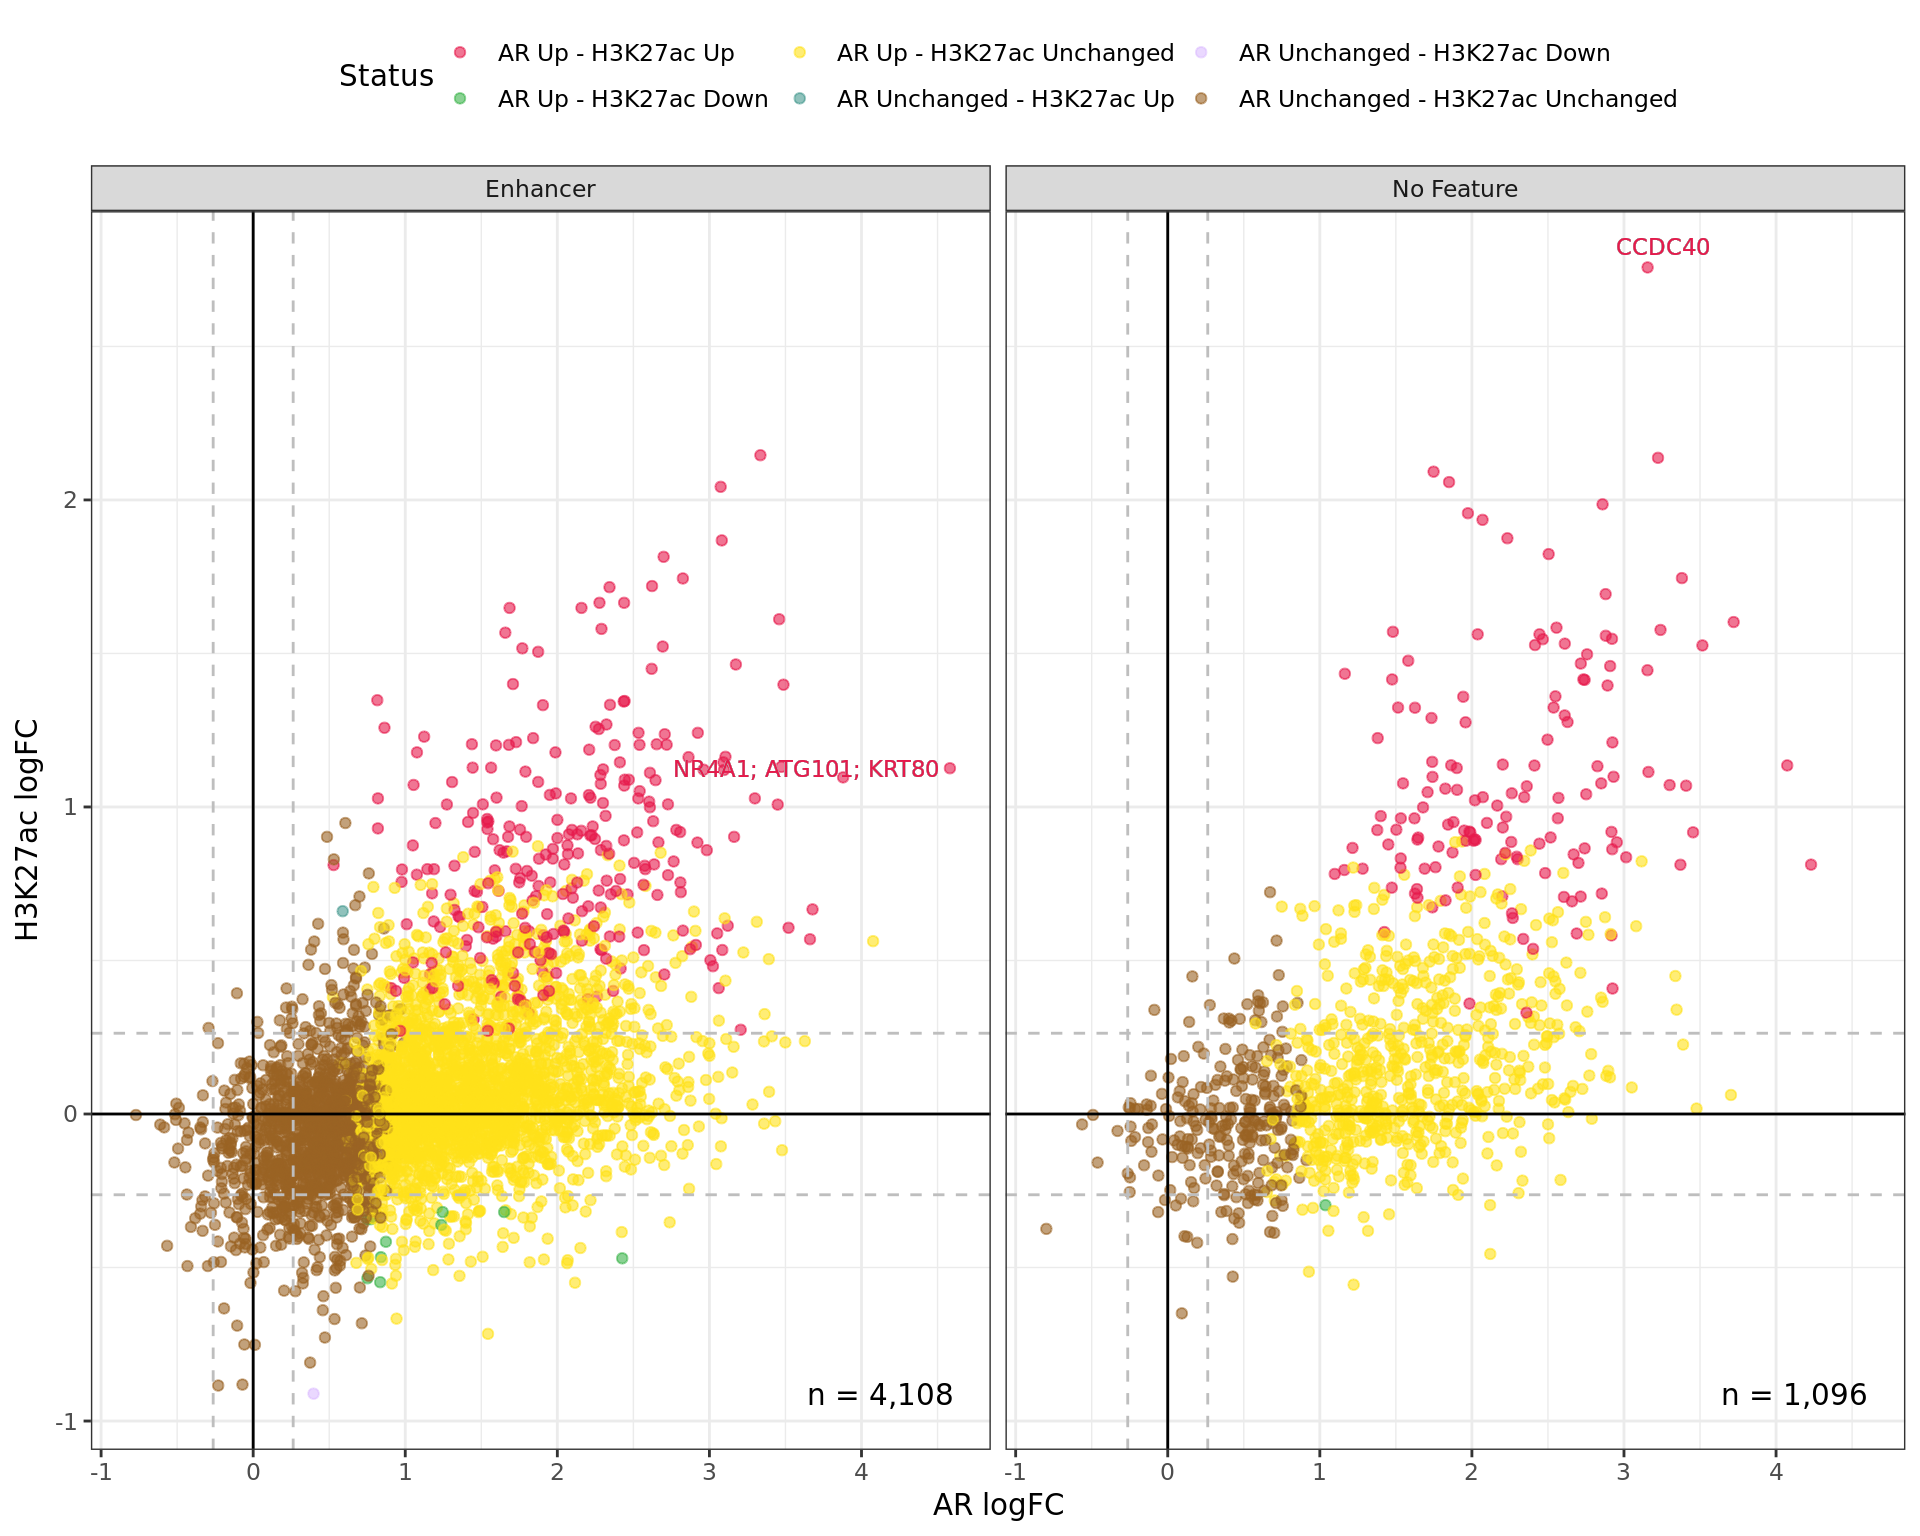 Status
AR Up - H3K27ac Up
AR Up - H3K27ac Unchanged
AR Unchanged - H3K27ac Down
AR Up - H3K27ac Down
AR Unchanged - H3K27ac Up
AR Unchanged - H3K27ac Unchanged
Enhancer
No Feature
CCDC40
NR4A1; ATG101; KRT80
n = 4,108
n = 1,096
H3K27ac logFC
2
1
0
-1
-1 0 1 2 3 4
-1 0 1 2 3 4
AR logFC